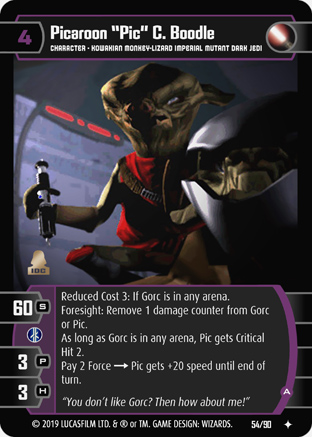 4
Picaroon "Pic" C. Boodle
CHARACTER - KOWAKIAN MONKEY-LIZARD IMPERIAL MUTANT DARK JEDI
IDC
60 S
3 P
3 H
Reduced Cost 3: If Gorc is in any arena.
Foresight: Remove 1 damage counter from Gorc
or Pic.
As long as Gorc is in any arena, Pic gets Critical
Hit 2.
Pay 2 Force → Pic gets +20 speed until end of
turn.
"You don't like Gorc? Then how about me!"
A
© 2019 LUCASFILM LTD. & ® or TM. GAME DESIGN: WIZARDS.
54/90